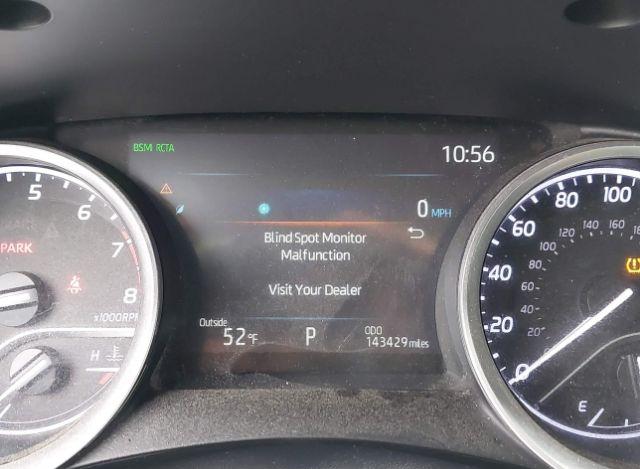 BSM RCTA
10:56
0 MPH
Blind Spot Monitor
Malfunction
Visit Your Dealer
Outside
52°F
P
ODO
143429 miles
5
6
7
8
PARK
x1000RPM
H
0
20
40
60
80
100
20
40
60
80
100
120
140
160
E